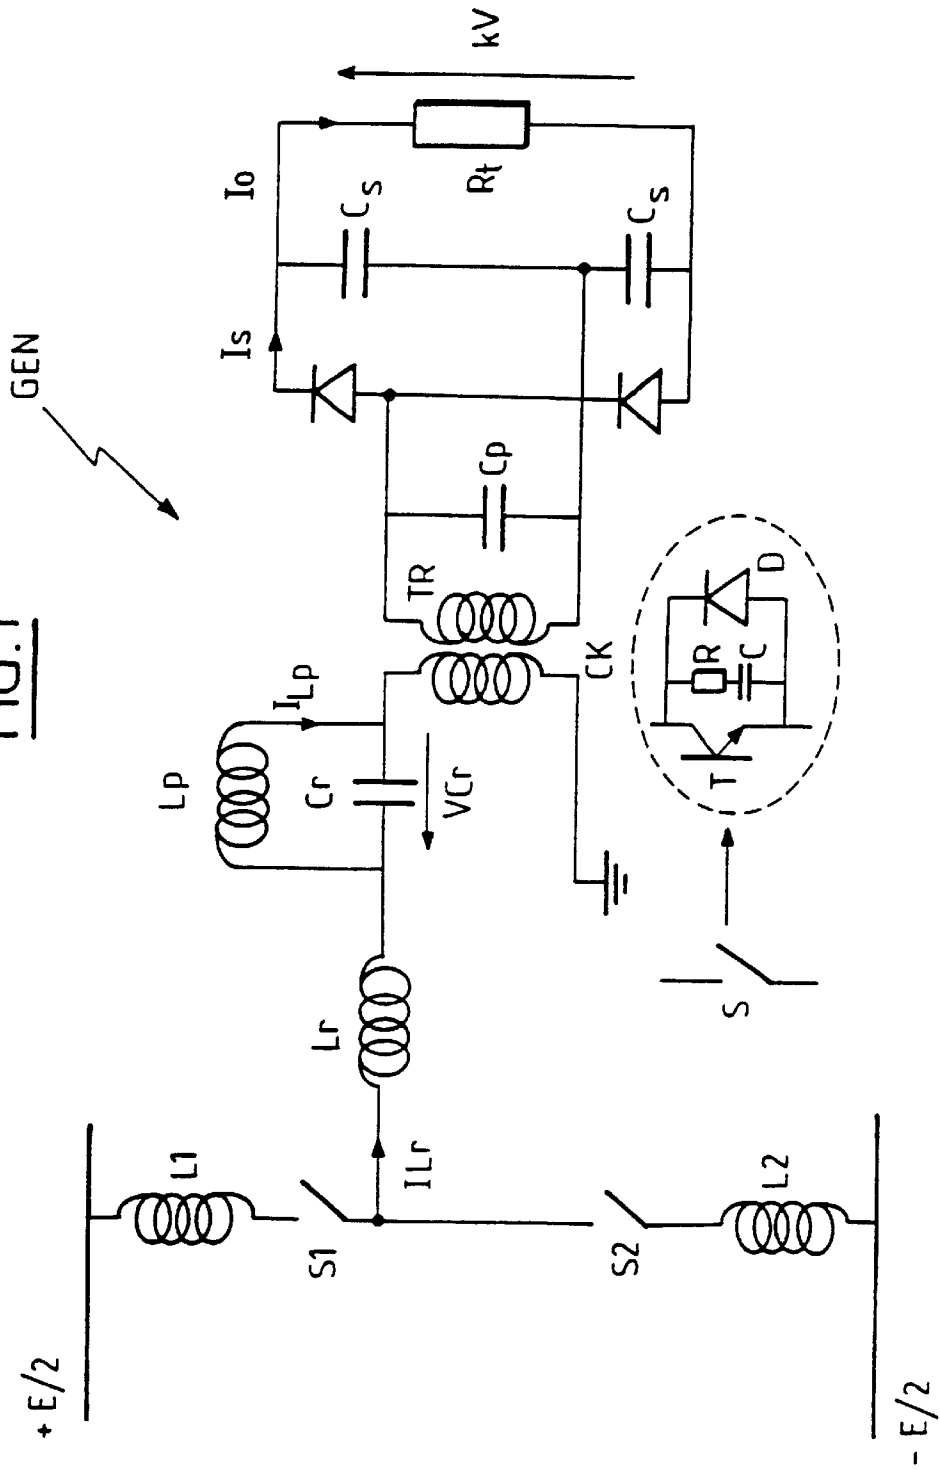 FIG.1
GEN
+ E/2
L1
S1
ILr
S2
L2
- E/2
Lr
Lp
ILp
Cr
VCr
TR
CK
Cp
Is
Io
Cs
Cs
Rt
kV
S
T
R
C
D